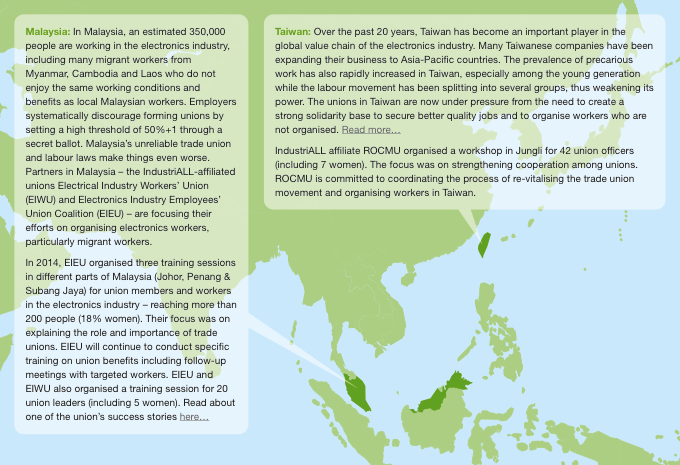 Malaysia: In Malaysia, an estimated 350,000
people are working in the electronics industry,
including many migrant workers from
Myanmar, Cambodia and Laos who do not
enjoy the same working conditions and
benefits as local Malaysian workers. Employers
systematically discourage forming unions by
setting a high threshold of 50%+1 through a
secret ballot. Malaysia's unreliable trade union
and labour laws make things even worse.
Partners in Malaysia – the IndustriALL-affiliated
unions Electrical Industry Workers' Union
(EIWU) and Electronics Industry Employees'
Union Coalition (EIEU) – are focusing their
efforts on organising electronics workers,
particularly migrant workers.
In 2014, EIEU organised three training sessions
in different parts of Malaysia (Johor, Penang &
Subang Jaya) for union members and workers
in the electronics industry – reaching more than
200 people (18% women). Their focus was on
explaining the role and importance of trade
unions. EIEU will continue to conduct specific
training on union benefits including follow-up
meetings with targeted workers. EIEU and
EIWU also organised a training session for 20
union leaders (including 5 women). Read about
one of the union's success stories here…
Taiwan: Over the past 20 years, Taiwan has become an important player in the
global value chain of the electronics industry. Many Taiwanese companies have been
expanding their business to Asia-Pacific countries. The prevalence of precarious
work has also rapidly increased in Taiwan, especially among the young generation
while the labour movement has been splitting into several groups, thus weakening its
power. The unions in Taiwan are now under pressure from the need to create a
strong solidarity base to secure better quality jobs and to organise workers who are
not organised. Read more…
IndustriALL affiliate ROCMU organised a workshop in Jungli for 42 union officers
(including 7 women). The focus was on strengthening cooperation among unions.
ROCMU is committed to coordinating the process of re-vitalising the trade union
movement and organising workers in Taiwan.